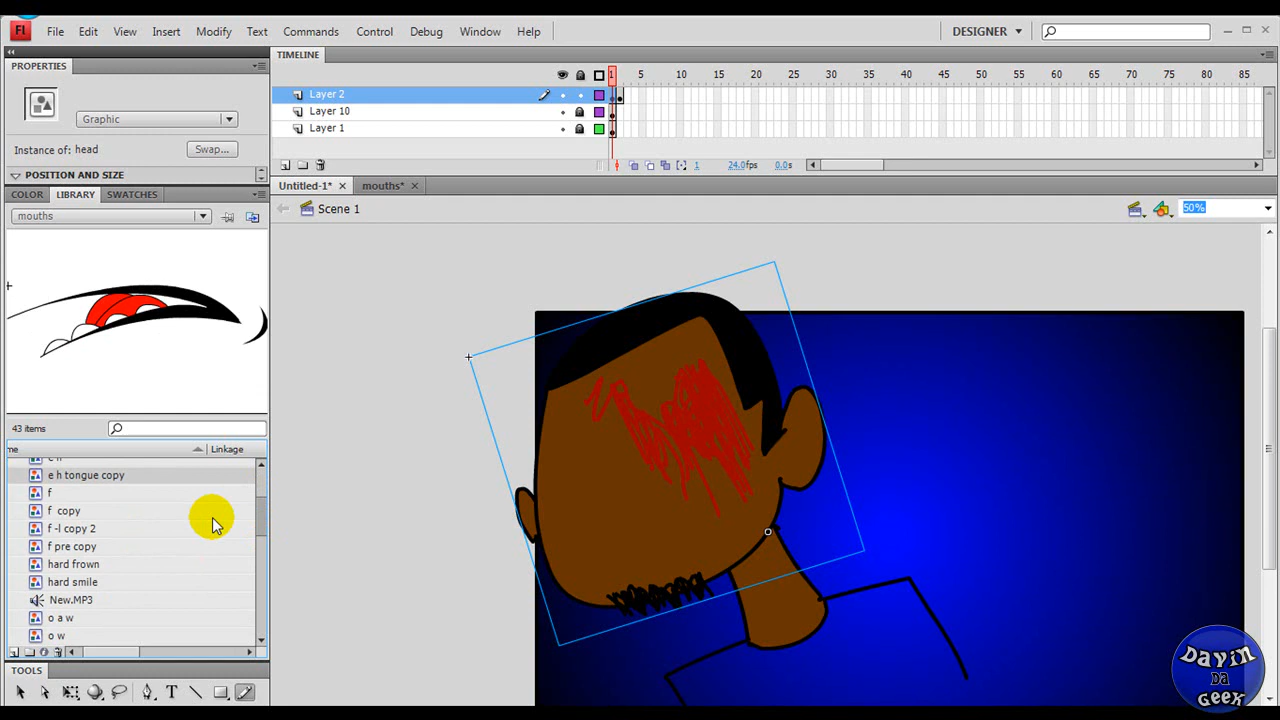 Fl File Edit View Insert Modify Text Commands Control Debug Window Help DESIGNER
PROPERTIES
Graphic
Instance of: head
Swap...
POSITION AND SIZE
COLOR LIBRARY SWATCHES
mouths
43 items
me Linkage
e h
e h tongue copy
f
f copy
f -l copy 2
f pre copy
hard frown
hard smile
New.MP3
o a w
o w
TOOLS
T
TIMELINE
1 5 10 15 20 25 30 35 40 45 50 55 60 65 70 75 80 85
Layer 2
Layer 10
Layer 1
1 24.0fps 0.0s
Untitled-1* mouths*
Scene 1 50%
Dayin
Da
Geek